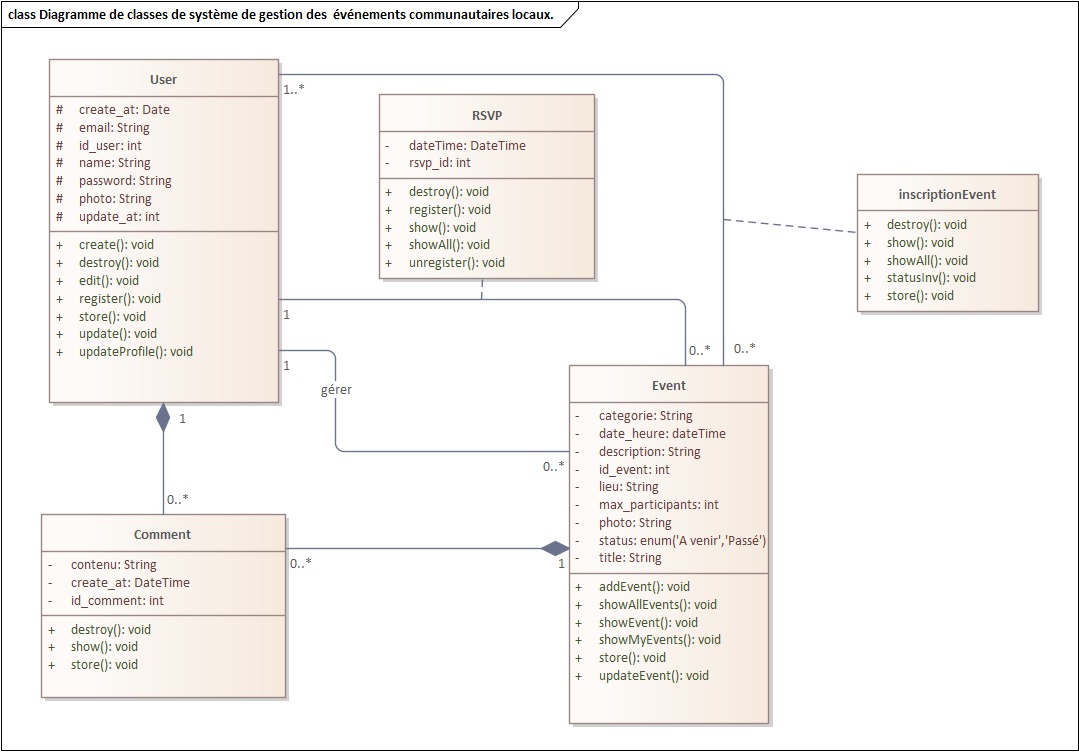 class Diagramme de classes de système de gestion des  événements communautaires locaux.
User
# create_at: Date
# email: String
# id_user: int
# name: String
# password: String
# photo: String
# update_at: int
+ create(): void
+ destroy(): void
+ edit(): void
+ register(): void
+ store(): void
+ update(): void
+ updateProfile(): void
1..*
RSVP
- dateTime: DateTime
- rsvp_id: int
+ destroy(): void
+ register(): void
+ show(): void
+ showAll(): void
+ unregister(): void
inscriptionEvent
+ destroy(): void
+ show(): void
+ showAll(): void
+ statusInv(): void
+ store(): void
1
0..*
0..*
1
gérer
0..*
1
0..*
Event
- categorie: String
- date_heure: dateTime
- description: String
- id_event: int
- lieu: String
- max_participants: int
- photo: String
- status: enum('A venir','Passé')
- title: String
+ addEvent(): void
+ showAllEvents(): void
+ showEvent(): void
+ showMyEvents(): void
+ store(): void
+ updateEvent(): void
Comment
- contenu: String
- create_at: DateTime
- id_comment: int
+ destroy(): void
+ show(): void
+ store(): void
0..*
1